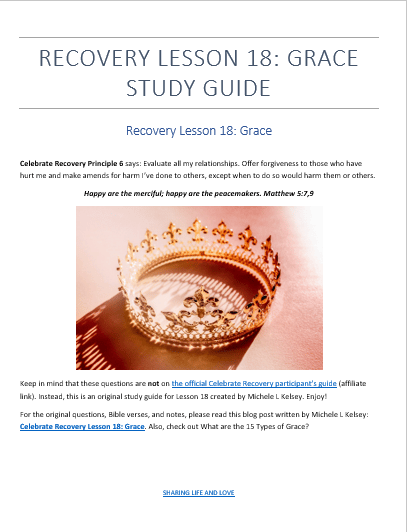 RECOVERY LESSON 18: GRACE
STUDY GUIDE
Recovery Lesson 18: Grace
Celebrate Recovery Principle 6 says: Evaluate all my relationships. Offer forgiveness to those who have
hurt me and make amends for harm I've done to others, except when to do so would harm them or others.
Happy are the merciful; happy are the peacemakers. Matthew 5:7,9
Keep in mind that these questions are not on the official Celebrate Recovery participant's guide (affiliate
link). Instead, this is an original study guide for Lesson 18 created by Michele L Kelsey. Enjoy!
For the original questions, Bible verses, and notes, please read this blog post written by Michele L Kelsey:
Celebrate Recovery Lesson 18: Grace. Also, check out What are the 15 Types of Grace?
SHARING LIFE AND LOVE